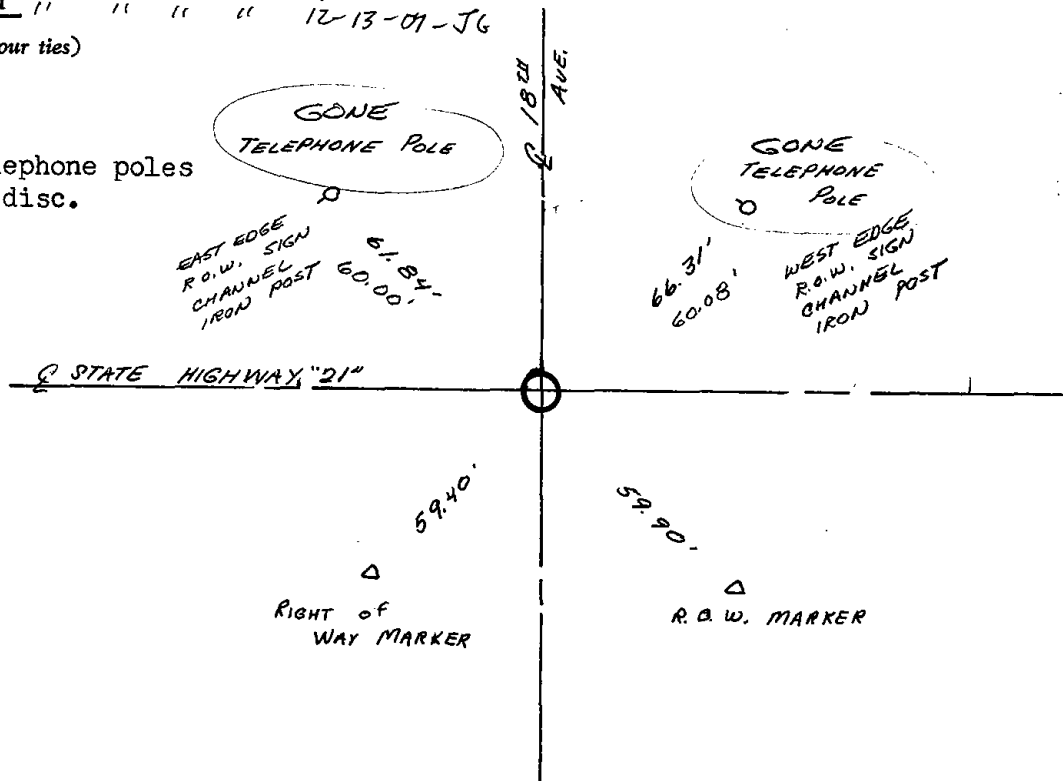 " " " " 12-13-07-JG
our ties)
GONE
TELEPHONE POLE
℄ 18TH
AVE.
GONE
TELEPHONE
POLE
lephone poles
disc.
EAST EDGE
R.O.W. SIGN
CHANNEL
IRON POST
61.84'
60.00'
66.31'
60.08'
WEST EDGE
R.O.W. SIGN
CHANNEL
IRON POST
℄ STATE HIGHWAY "21"
59.40'
59.90'
RIGHT of
WAY MARKER
R.O.W. MARKER